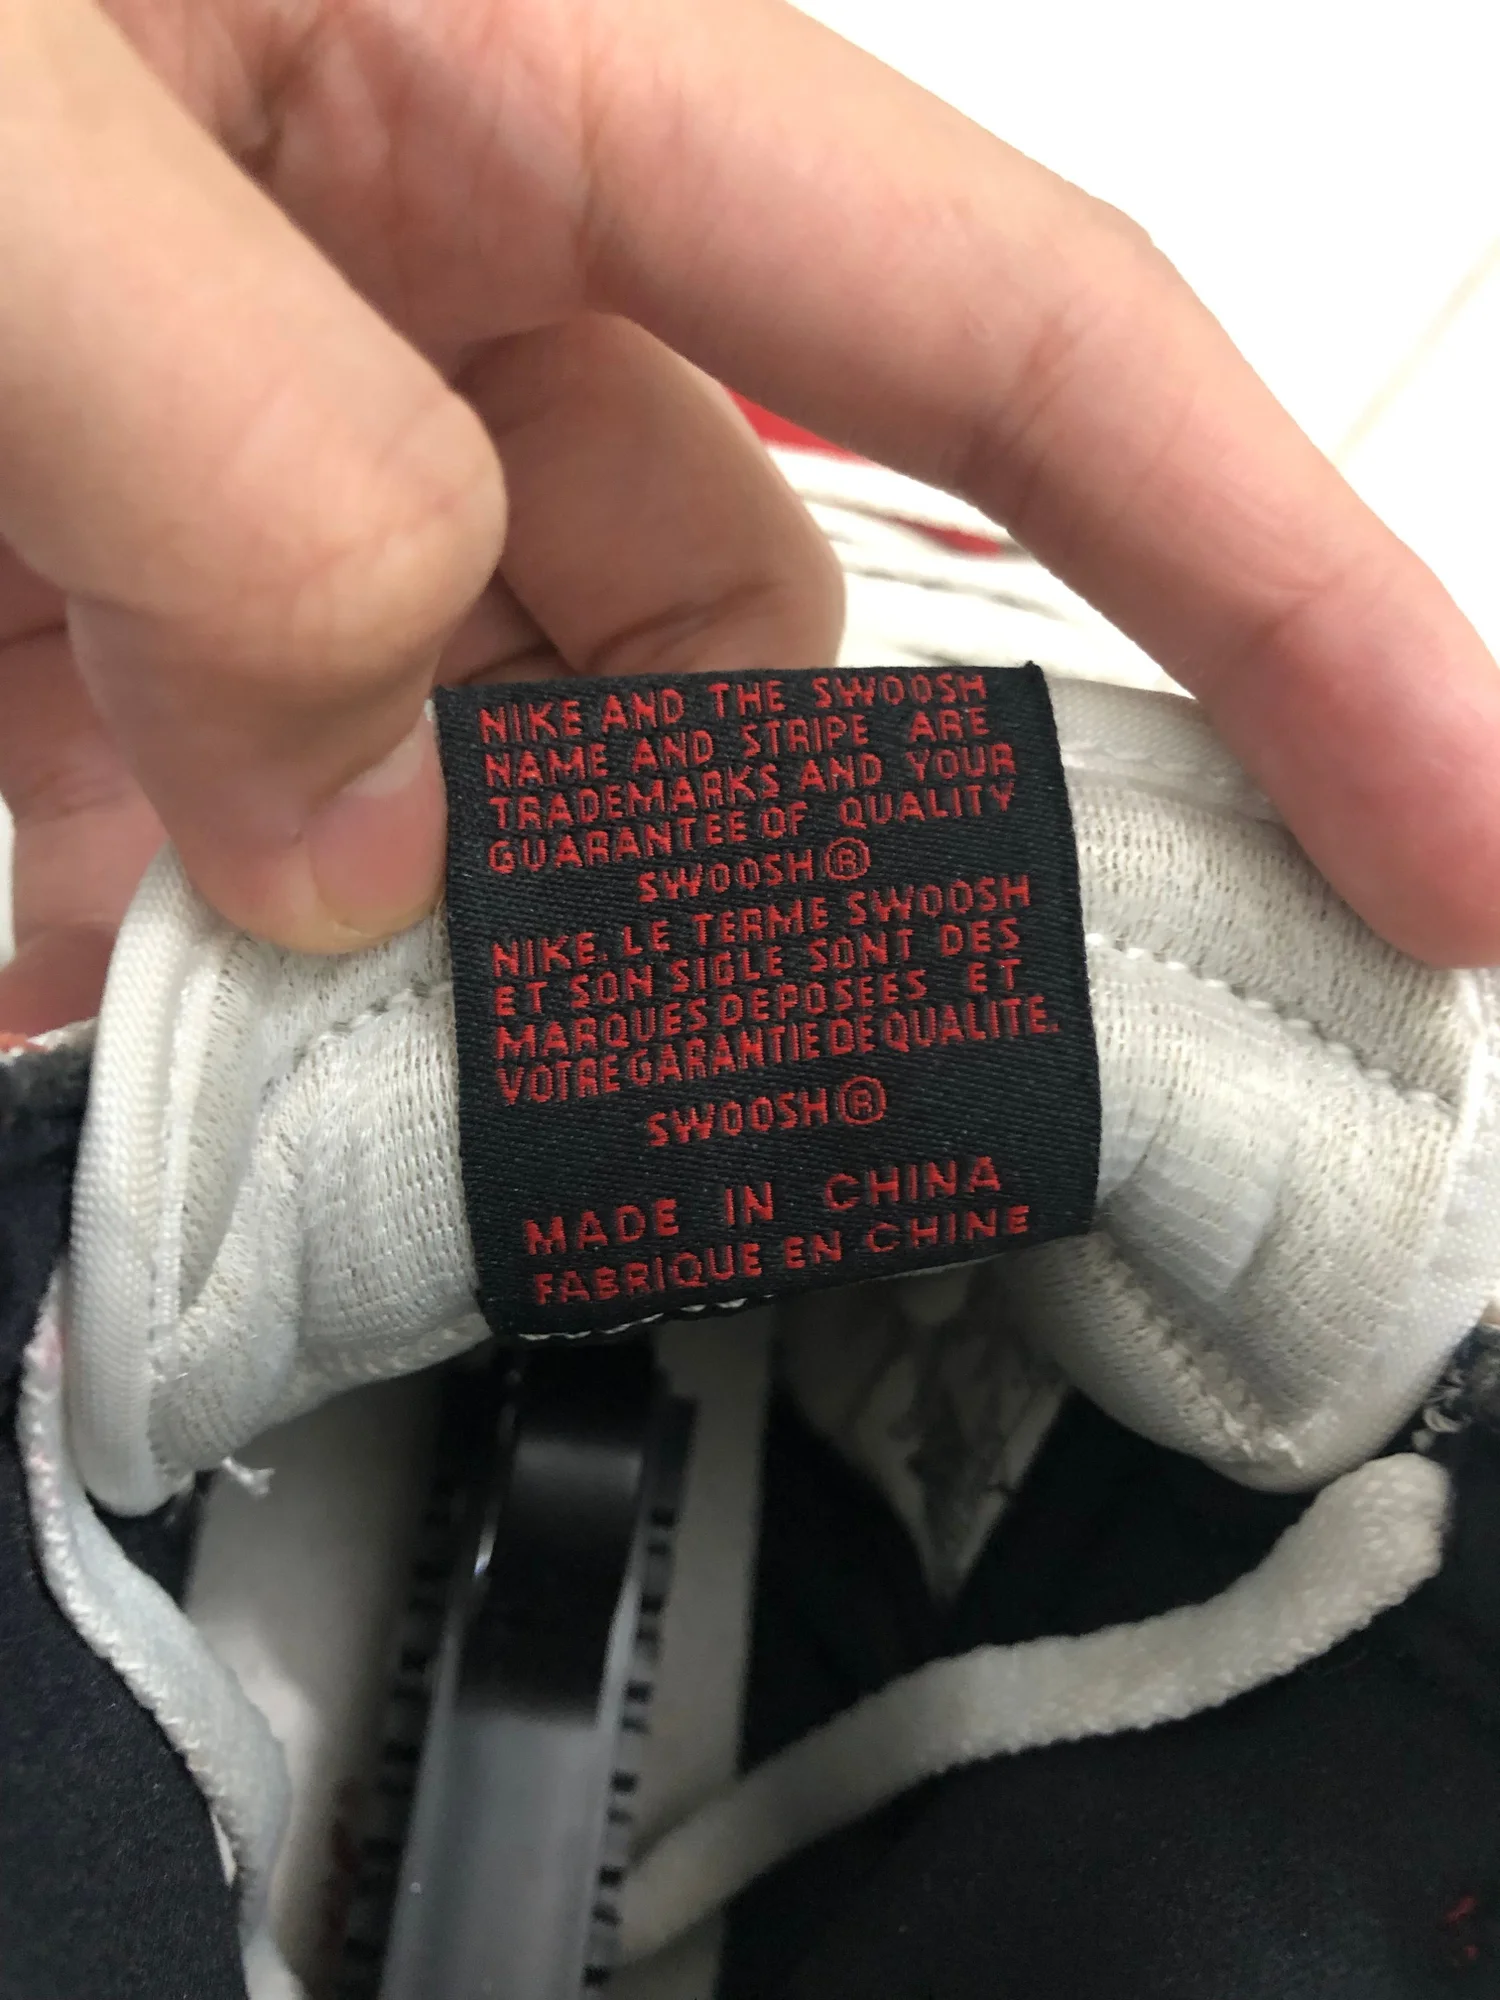 NIKE AND THE SWOOSH
NAME AND STRIPE ARE
TRADEMARKS AND YOUR
GUARANTEE OF QUALITY
SWOOSH®
NIKE. LE TERME SWOOSH
ET SON SIGLE SONT DES
MARQUES DEPOSEES ET
VOTRE GARANTIE DE QUALITE.
SWOOSH®
MADE IN CHINA
FABRIQUE EN CHINE